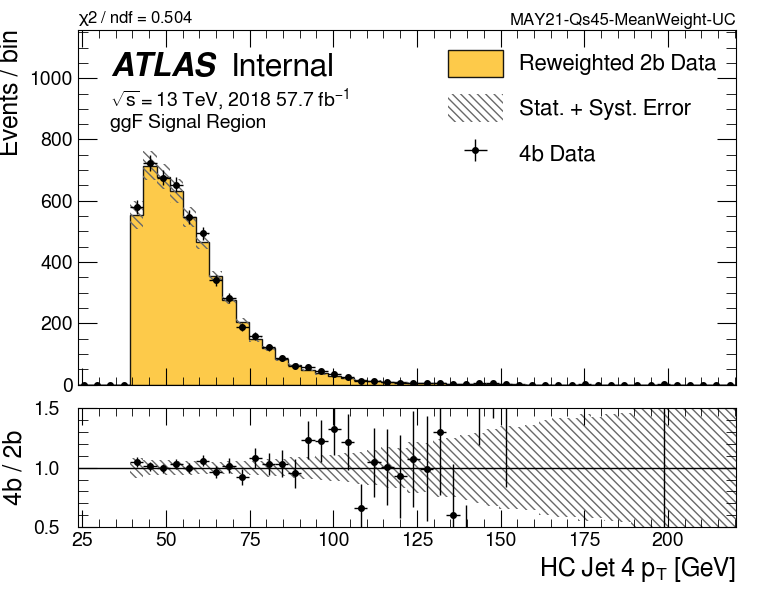 χ2 / ndf = 0.504
MAY21-Qs45-MeanWeight-UC
Events / bin
1000
800
600
400
200
0
ATLAS Internal
√s = 13 TeV, 2018 57.7 fb⁻¹
ggF Signal Region
Reweighted 2b Data
Stat. + Syst. Error
4b Data
4b / 2b
1.5
1.0
0.5
25 50 75 100 125 150 175 200
HC Jet 4 p_T [GeV]